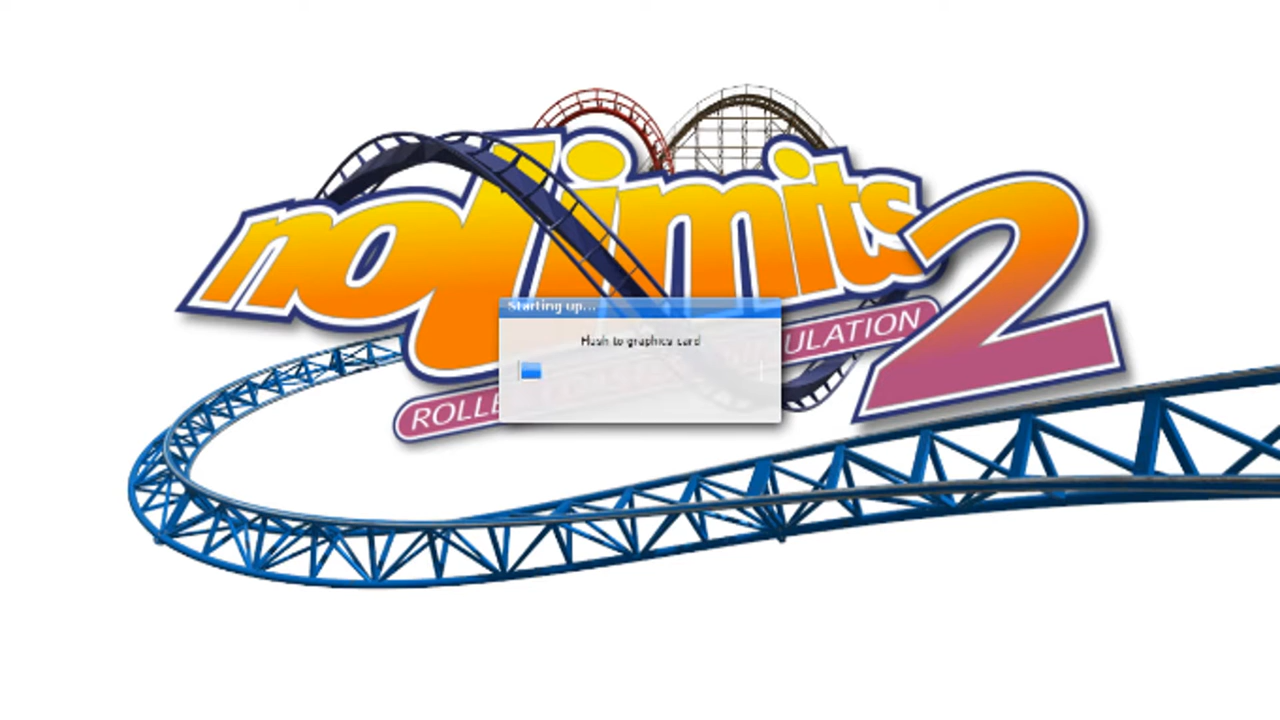 nolimits 2
Starting up...
Flush to graphics card
ROLLE
ULATION